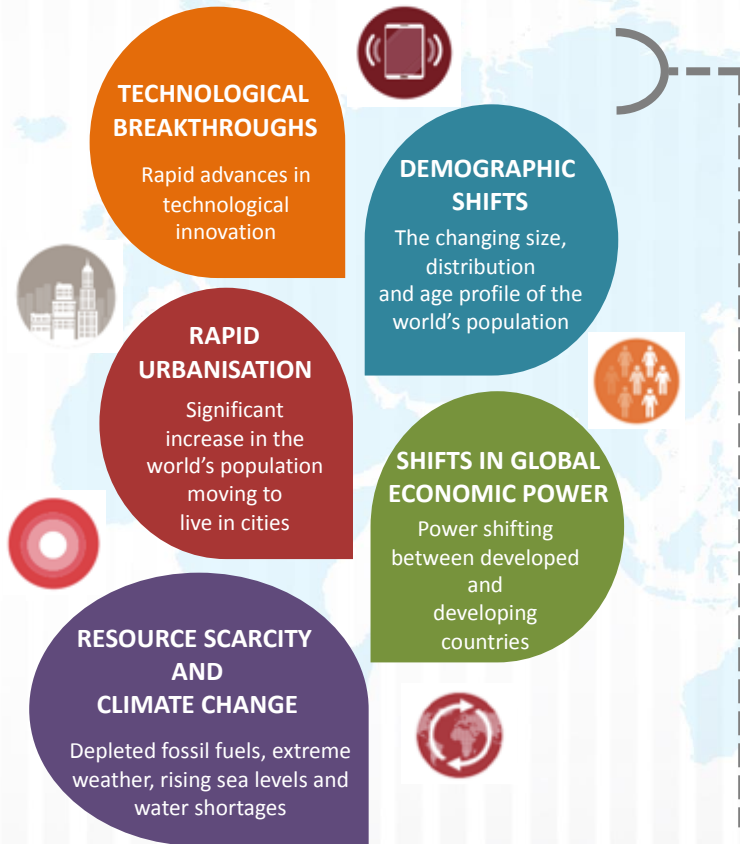 TECHNOLOGICAL
BREAKTHROUGHS
Rapid advances in
technological
innovation
DEMOGRAPHIC
SHIFTS
The changing size,
distribution
and age profile of the
world’s population
RAPID
URBANISATION
Significant
increase in the
world’s population
moving to
live in cities
SHIFTS IN GLOBAL
ECONOMIC POWER
Power shifting
between developed
and
developing
countries
RESOURCE SCARCITY
AND
CLIMATE CHANGE
Depleted fossil fuels, extreme
weather, rising sea levels and
water shortages